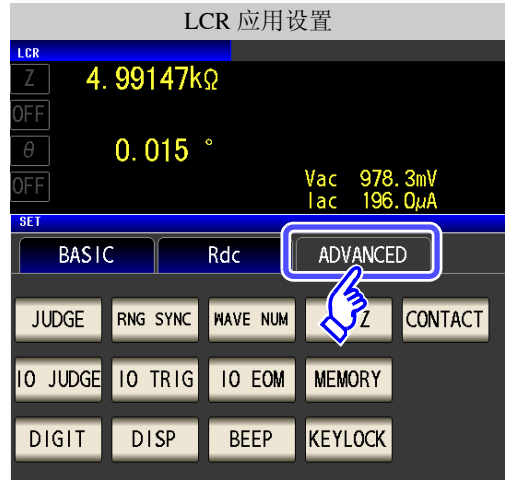 LCR 应用设置
LCR
Z 4.99147kΩ
OFF
θ 0.015 °
OFF
Vac 978.3mV
Iac 196.0μA
SET
BASIC Rdc ADVANCED
JUDGE RNG SYNC WAVE NUM Z CONTACT
IO JUDGE IO TRIG IO EOM MEMORY
DIGIT DISP BEEP KEYLOCK